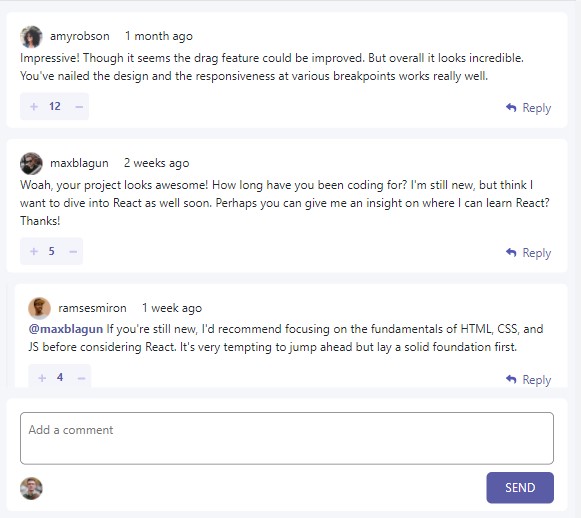 amyrobson 1 month ago
Impressive! Though it seems the drag feature could be improved. But overall it looks incredible.
You've nailed the design and the responsiveness at various breakpoints works really well.
+ 12 −
Reply
maxblagun 2 weeks ago
Woah, your project looks awesome! How long have you been coding for? I'm still new, but think I
want to dive into React as well soon. Perhaps you can give me an insight on where I can learn React?
Thanks!
+ 5 −
Reply
ramsesmiron 1 week ago
@maxblagun If you're still new, I'd recommend focusing on the fundamentals of HTML, CSS, and
JS before considering React. It's very tempting to jump ahead but lay a solid foundation first.
+ 4 −
Reply
Add a comment
SEND